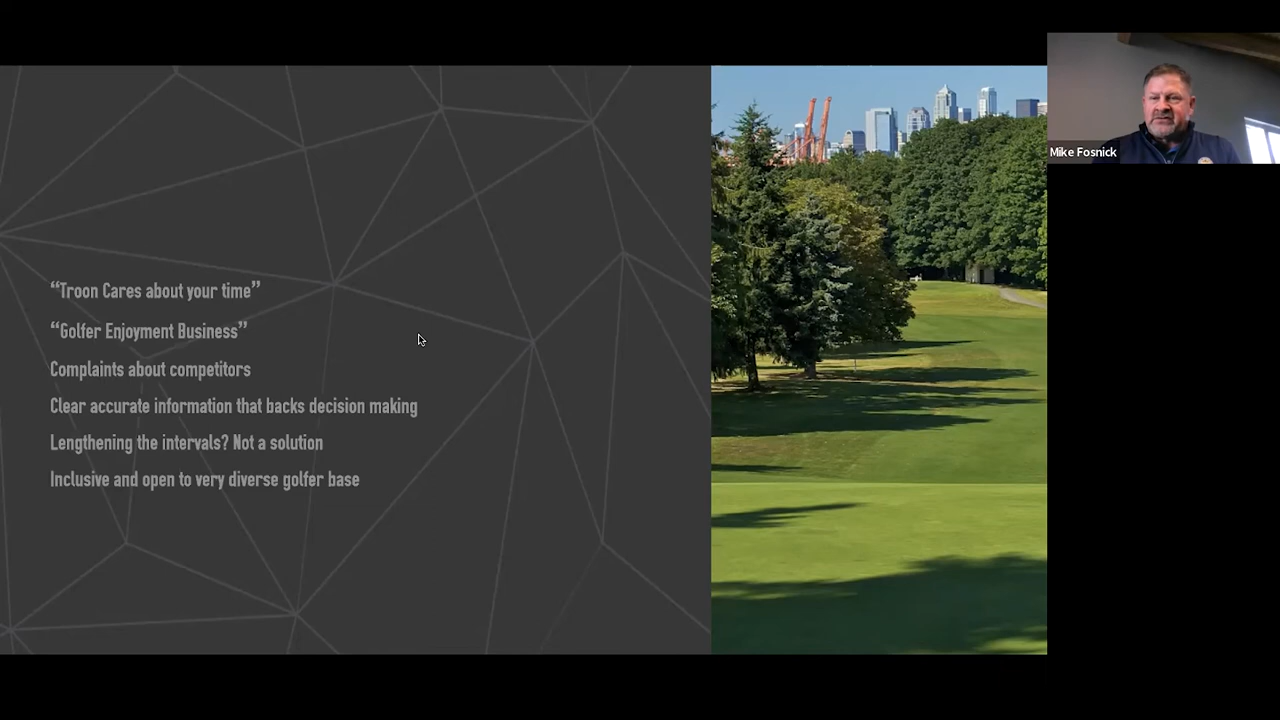 “Troon Cares about your time”
“Golfer Enjoyment Business”
Complaints about competitors
Clear accurate information that backs decision making
Lengthening the intervals? Not a solution
Inclusive and open to very diverse golfer base
Mike Fosnick